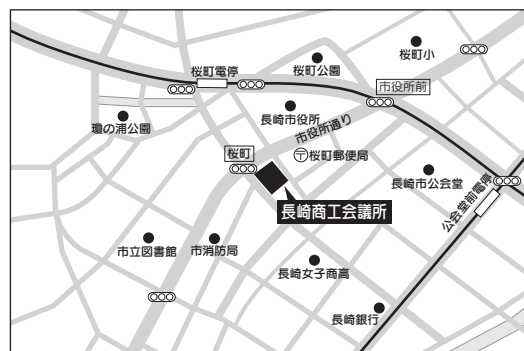 桜町小
桜町電停
桜町公園
市役所前
長崎市役所
瓊の浦公園
市役所通り
桜町
〒桜町郵便局
長崎市公会堂
長崎商工会議所
公会堂前電停
市立図書館
市消防局
長崎女子商高
長崎銀行